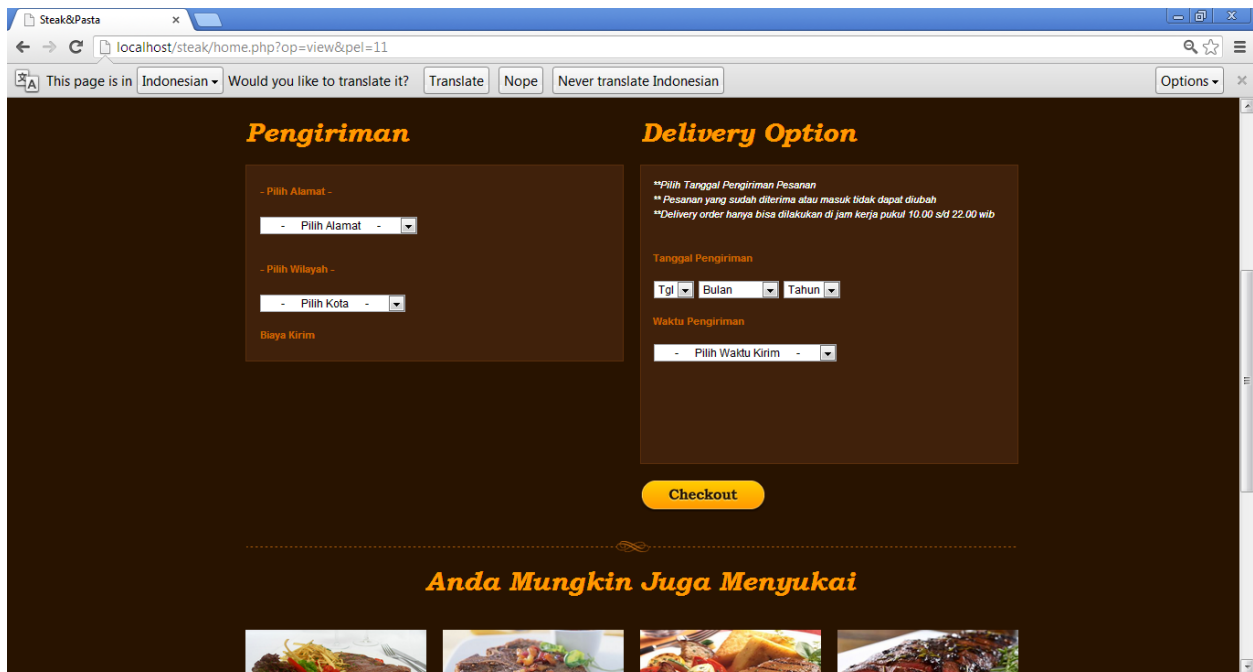 Steak&Pasta
localhost/steak/home.php?op=view&pel=11
This page is in Indonesian Would you like to translate it? Translate Nope Never translate Indonesian Options
Pengiriman
- Pilih Alamat -
- Pilih Alamat -
- Pilih Wilayah -
- Pilih Kota -
Biaya Kirim
Delivery Option
**Pilih Tanggal Pengiriman Pesanan
** Pesanan yang sudah diterima atau masuk tidak dapat diubah
**Delivery order hanya bisa dilakukan di jam kerja pukul 10.00 s/d 22.00 wib
Tanggal Pengiriman
Tgl Bulan Tahun
Waktu Pengiriman
- Pilih Waktu Kirim -
Checkout
Anda Mungkin Juga Menyukai